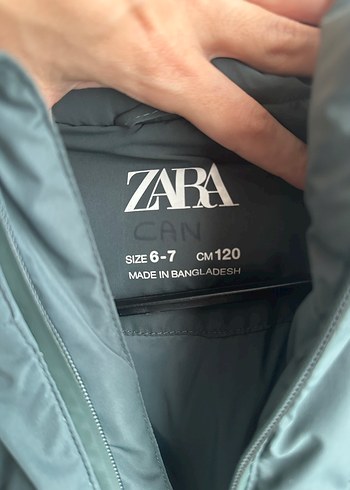 ZARA
CAN
SIZE 6-7 CM 120
MADE IN BANGLADESH